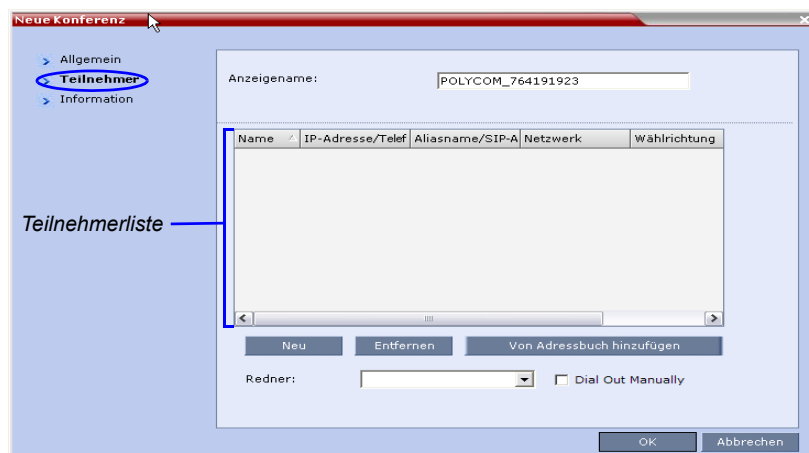 Neue Konferenz
Allgemein
Teilnehmer
Information
Anzeigename: POLYCOM_764191923
Name IP-Adresse/Telef Aliasname/SIP-A Netzwerk Wählrichtung
Teilnehmerliste
Neu Entfernen Von Adressbuch hinzufügen
Redner: Dial Out Manually
OK Abbrechen